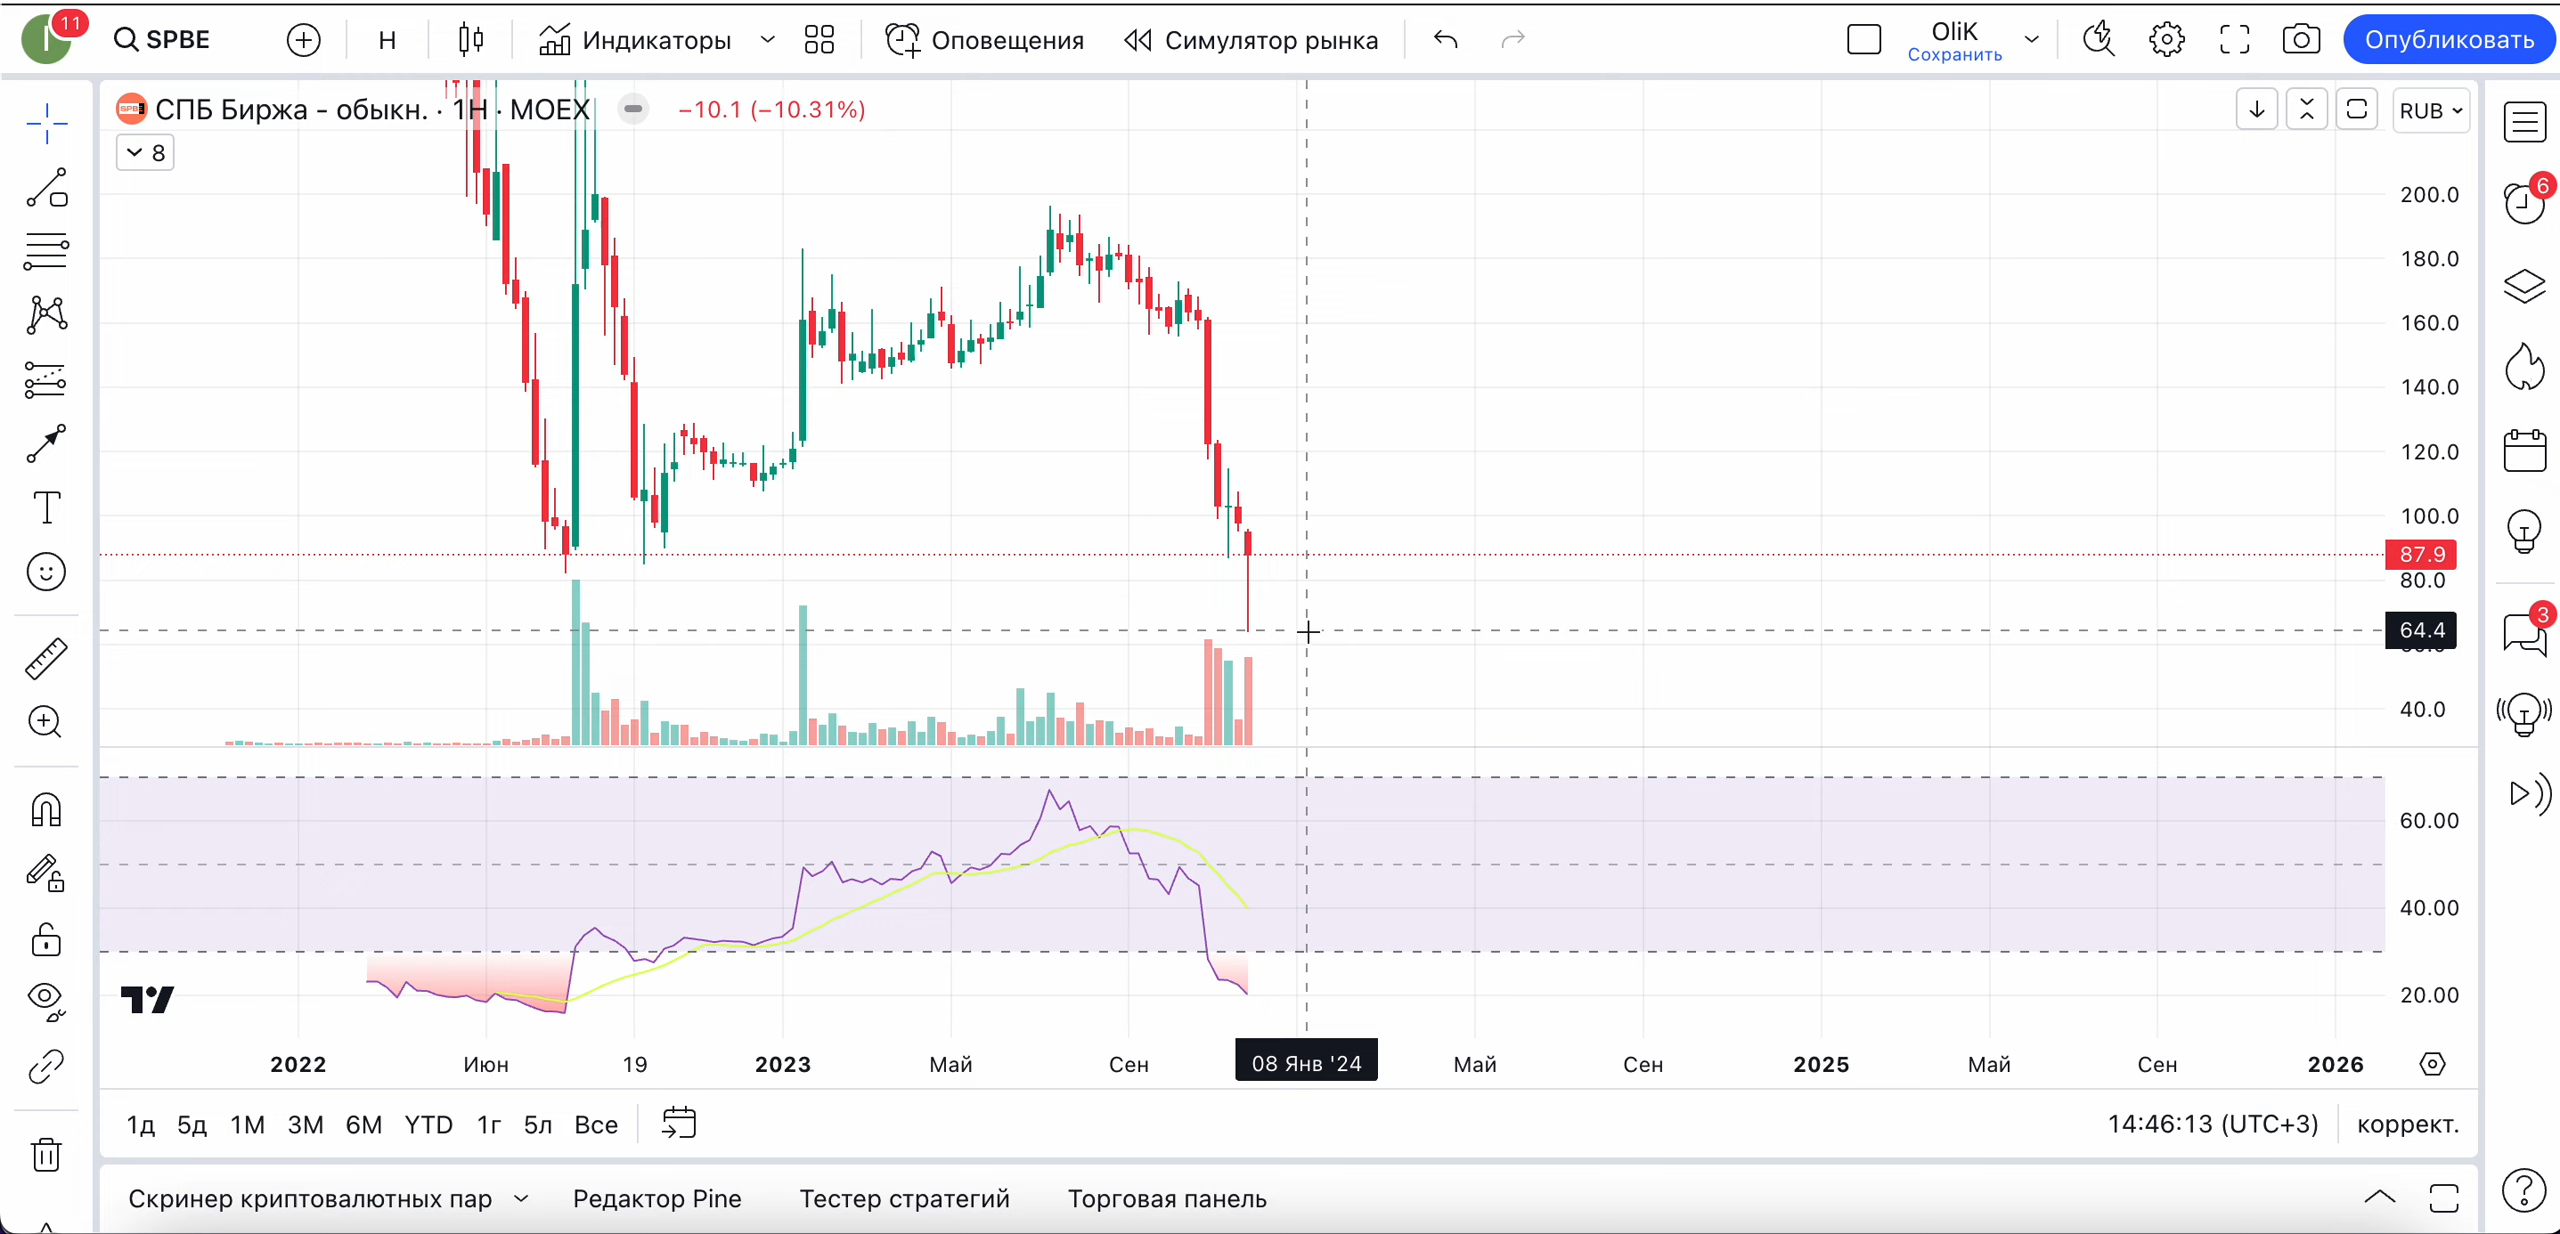 I 11 SPBE Н Индикаторы Оповещения Симулятор рынка OliK Опубликовать
Сохранить
SPBE СПБ Биржа - обыкн. · 1Н · MOEX −10.1 (−10.31%) RUB
8
200.0
6
180.0
160.0
140.0
120.0
100.0
87.9
80.0
3
64.4
40.0
60.00
40.00
20.00
2022 Июн 19 2023 Май Сен 08 Янв '24 Май Сен 2025 Май Сен 2026
1д 5д 1М 3М 6М YTD 1г 5л Все 14:46:13 (UTC+3) коррект.
Скринер криптовалютных пар Редактор Pine Тестер стратегий Торговая панель